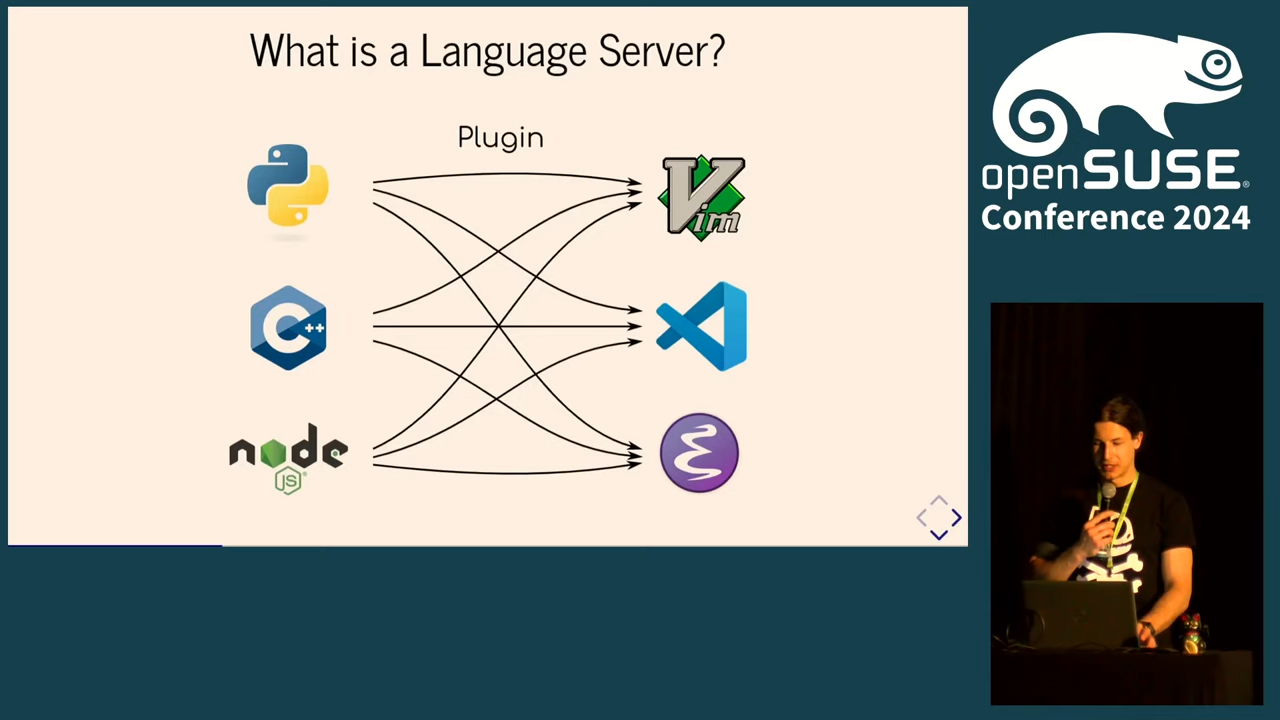 What is a Language Server?
Plugin
Vim
C++
node
JS
openSUSE
Conference 2024